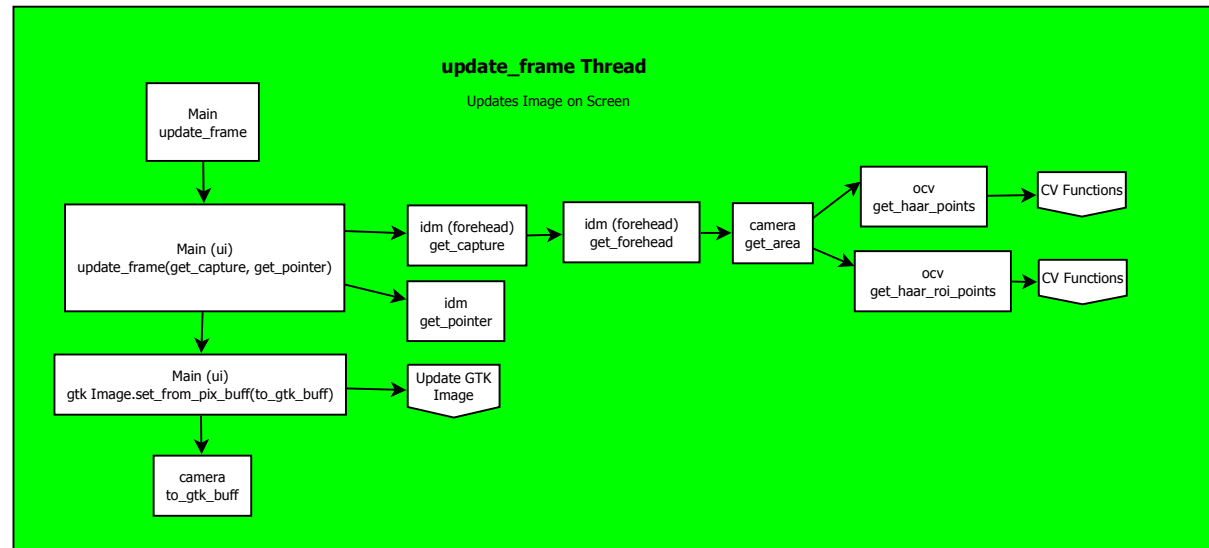 update_frame Thread
Updates Image on Screen
Main
update_frame
Main (ui)
update_frame(get_capture, get_pointer)
idm (forehead)
get_capture
idm (forehead)
get_forehead
camera
get_area
ocv
get_haar_points
CV Functions
ocv
get_haar_roi_points
CV Functions
idm
get_pointer
Main (ui)
gtk Image.set_from_pix_buff(to_gtk_buff)
Update GTK
Image
camera
to_gtk_buff